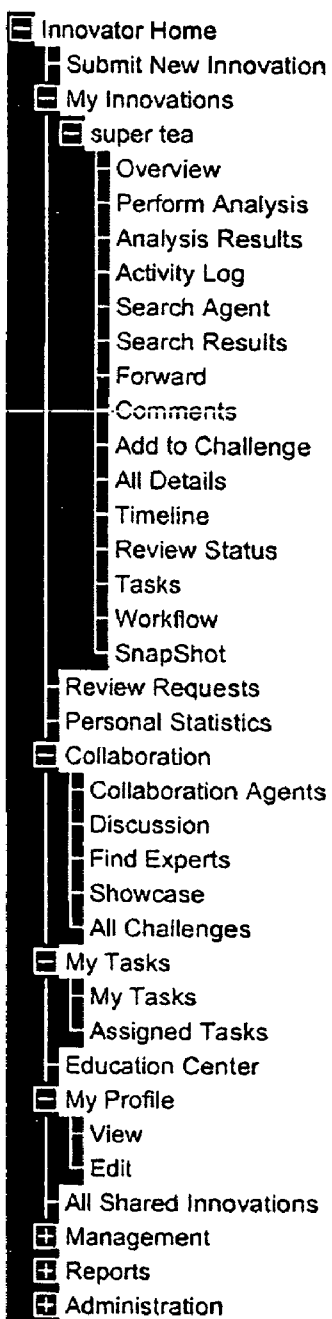 Innovator Home
Submit New Innovation
My Innovations
super tea
Overview
Perform Analysis
Analysis Results
Activity Log
Search Agent
Search Results
Forward
Comments
Add to Challenge
All Details
Timeline
Review Status
Tasks
Workflow
SnapShot
Review Requests
Personal Statistics
Collaboration
Collaboration Agents
Discussion
Find Experts
Showcase
All Challenges
My Tasks
My Tasks
Assigned Tasks
Education Center
My Profile
View
Edit
All Shared Innovations
Management
Reports
Administration